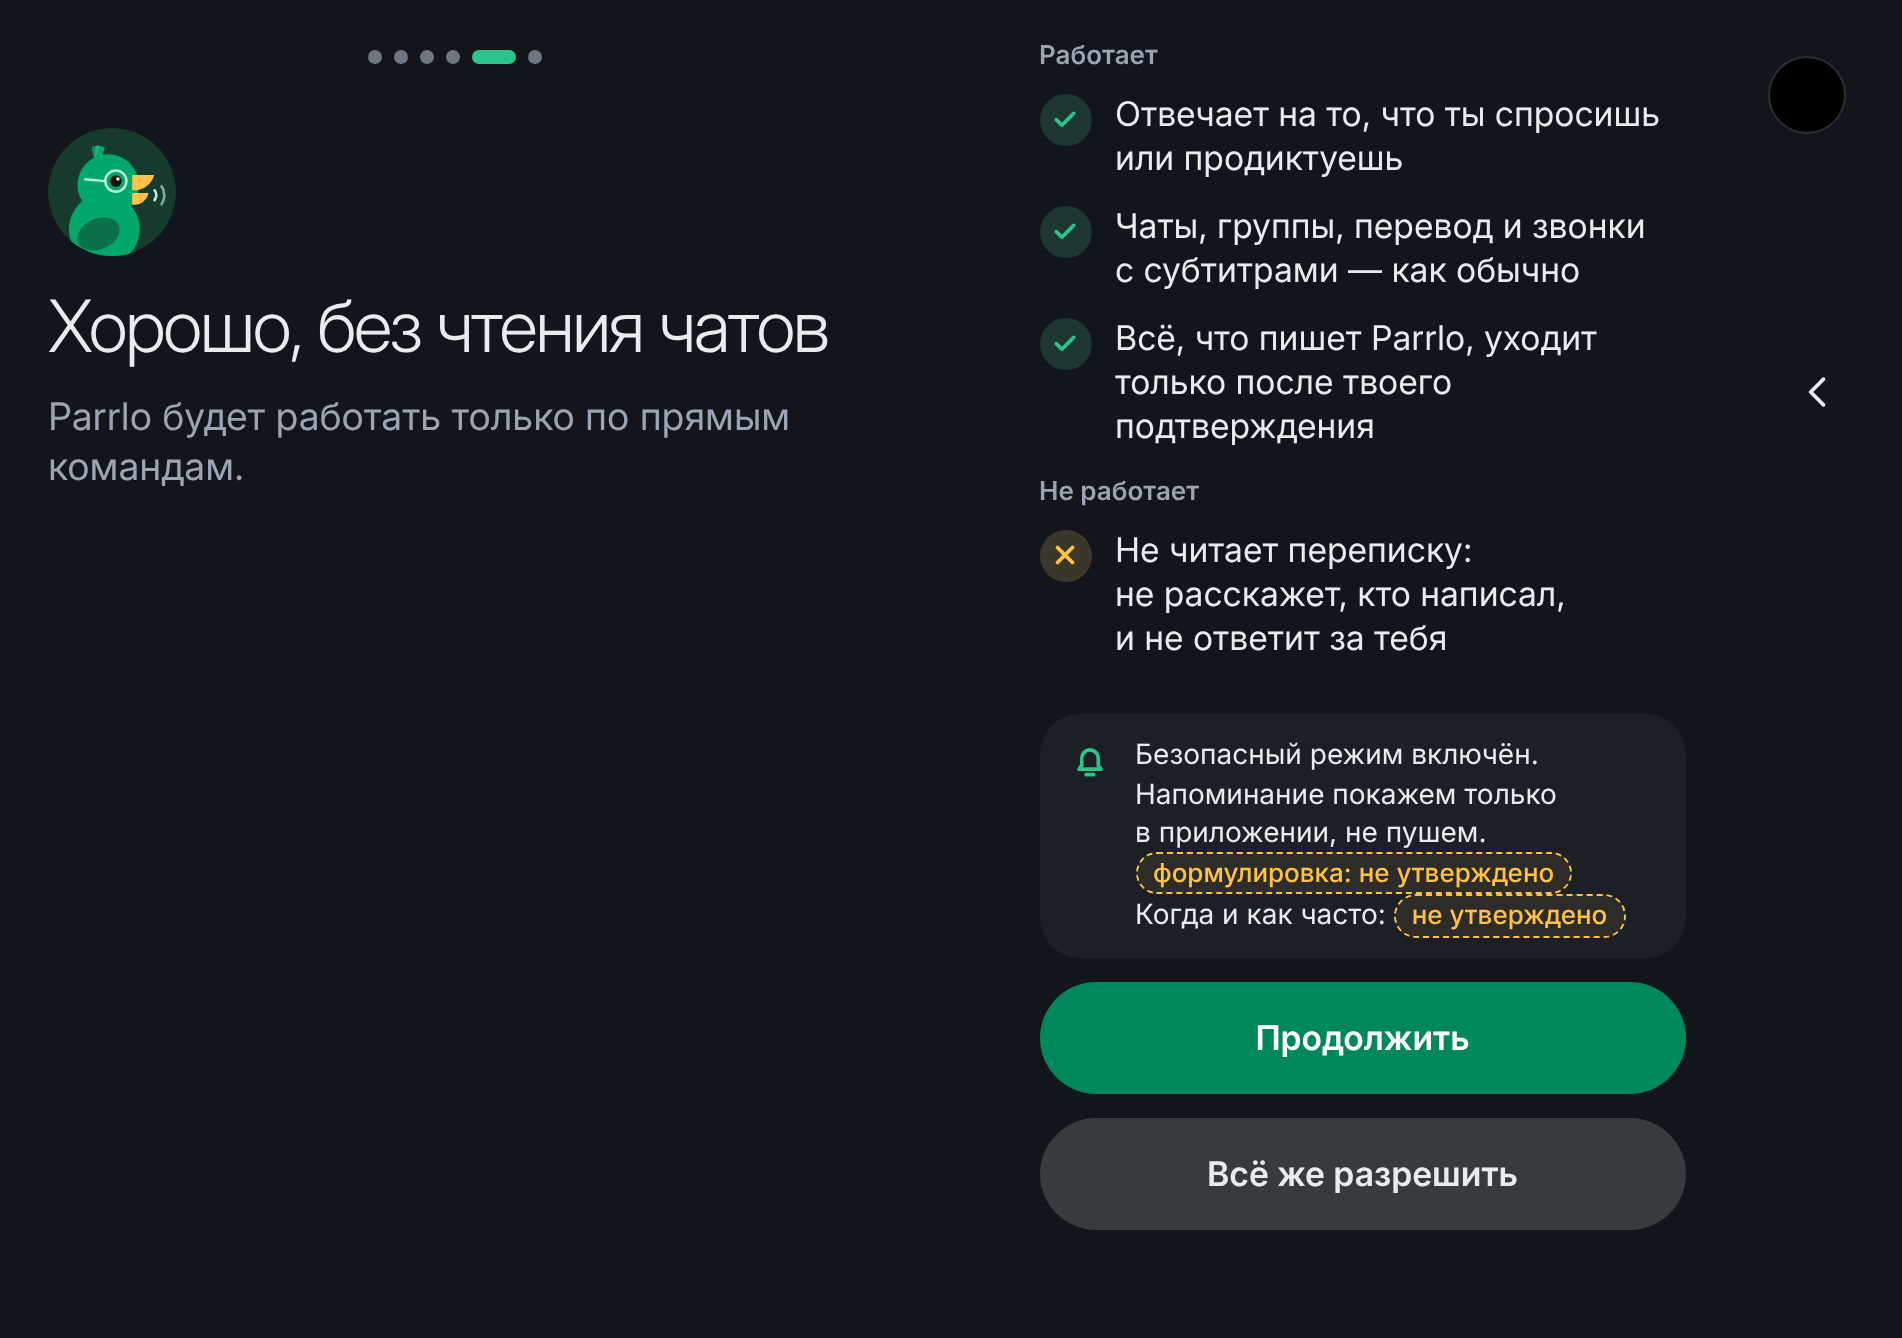 Хорошо, без чтения чатов
Parrlo будет работать только по прямым
командам.
Работает
Отвечает на то, что ты спросишь
или продиктуешь
Чаты, группы, перевод и звонки
с субтитрами — как обычно
Всё, что пишет Parrlo, уходит
только после твоего
подтверждения
Не работает
Не читает переписку:
не расскажет, кто написал,
и не ответит за тебя
Безопасный режим включён.
Напоминание покажем только
в приложении, не пушем.
формулировка: не утверждено
Когда и как часто: не утверждено
Продолжить
Всё же разрешить